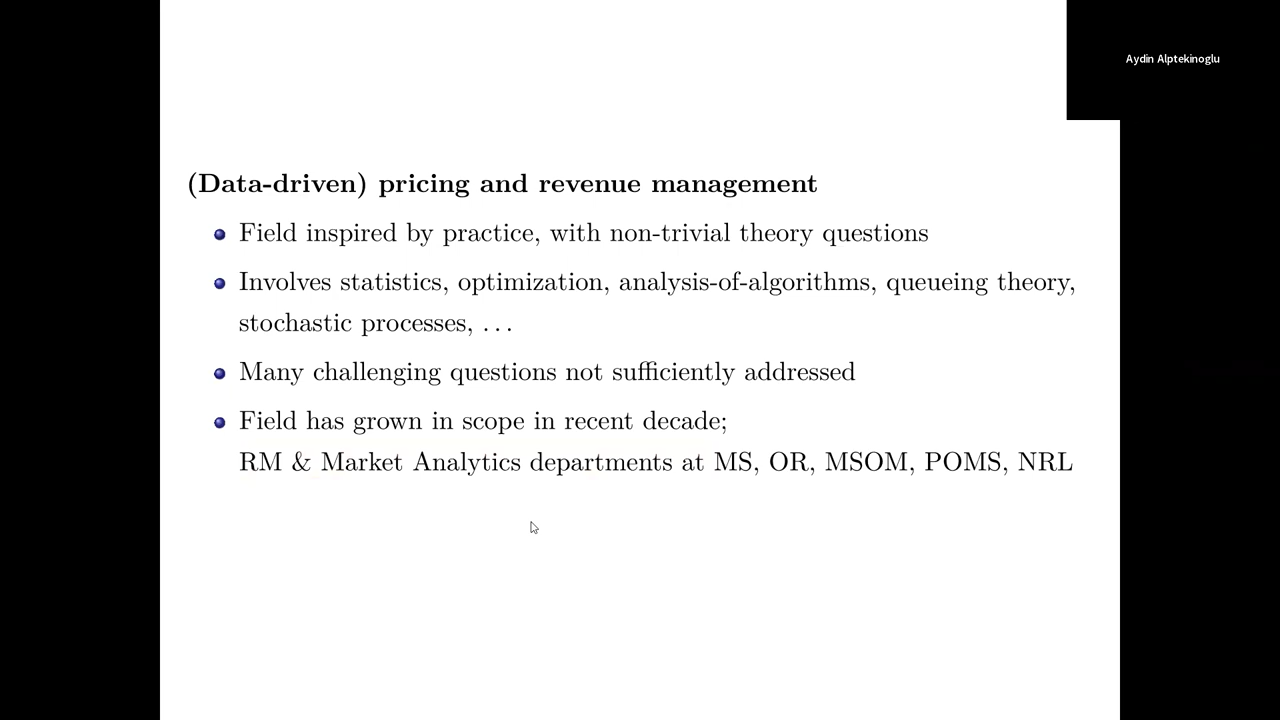 Aydin Alptekinoglu
(Data-driven) pricing and revenue management
Field inspired by practice, with non-trivial theory questions
Involves statistics, optimization, analysis-of-algorithms, queueing theory,
stochastic processes, ...
Many challenging questions not sufficiently addressed
Field has grown in scope in recent decade;
RM & Market Analytics departments at MS, OR, MSOM, POMS, NRL